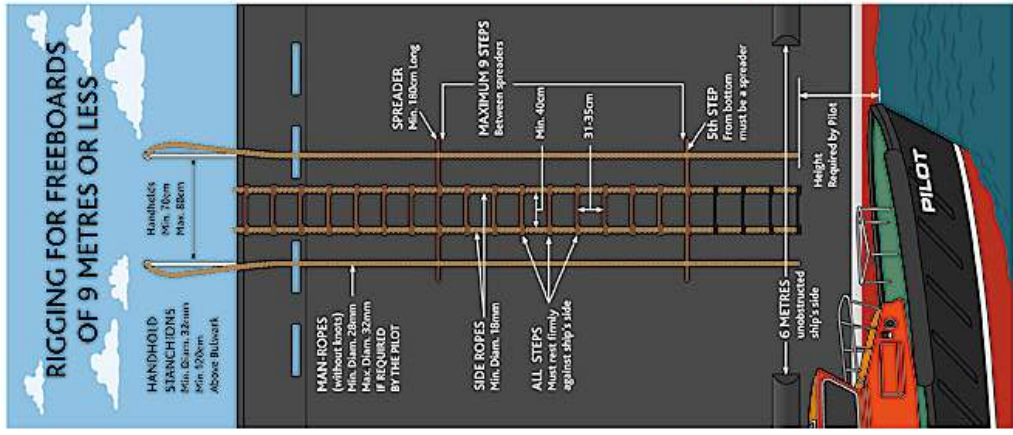 RIGGING FOR FREEBOARDS
OF 9 METRES OR LESS
HANDHOLD
STANCHIONS
Min. Diam. 32mm
Min. 120cm
Above Bulwark
Handholds
Min. 70cm
Max. 80cm
MAN-ROPES
(without knots)
Min. Diam. 28mm
Max. Diam. 32mm
IF REQUIRED
BY THE PILOT
SPREADER
Min. 180cm Long
MAXIMUM 9 STEPS
Between spreaders
SIDE ROPES
Min. Diam. 18mm
Min. 40cm
ALL STEPS
Must rest firmly
against ship's side
31-35cm
5th STEP
From bottom
must be a spreader
6 METRES
unobstructed
ship's side
Height
Required by Pilot
PILOT